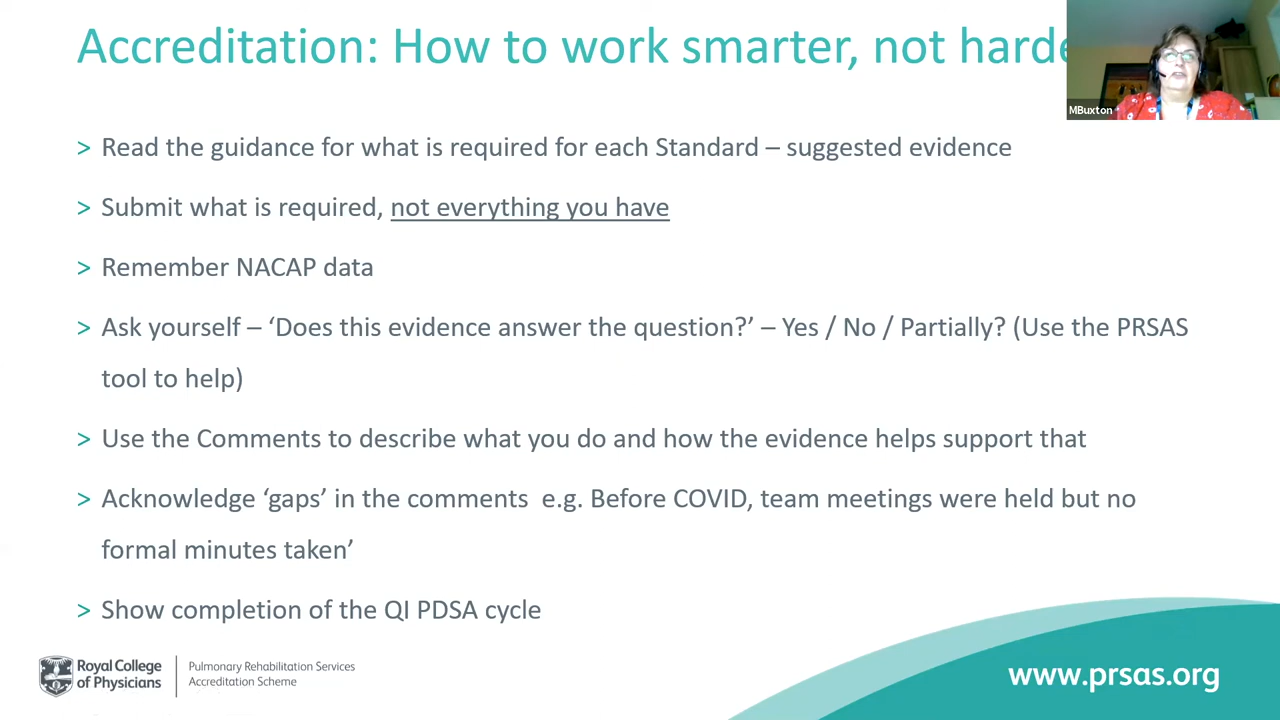 Accreditation: How to work smarter, not harde
MBuxton
> Read the guidance for what is required for each Standard – suggested evidence
> Submit what is required, not everything you have
> Remember NACAP data
> Ask yourself – ‘Does this evidence answer the question?’ – Yes / No / Partially? (Use the PRSAS
tool to help)
> Use the Comments to describe what you do and how the evidence helps support that
> Acknowledge ‘gaps’ in the comments  e.g. Before COVID, team meetings were held but no
formal minutes taken’
> Show completion of the QI PDSA cycle
Royal College
of Physicians
Pulmonary Rehabilitation Services
Accreditation Scheme
www.prsas.org